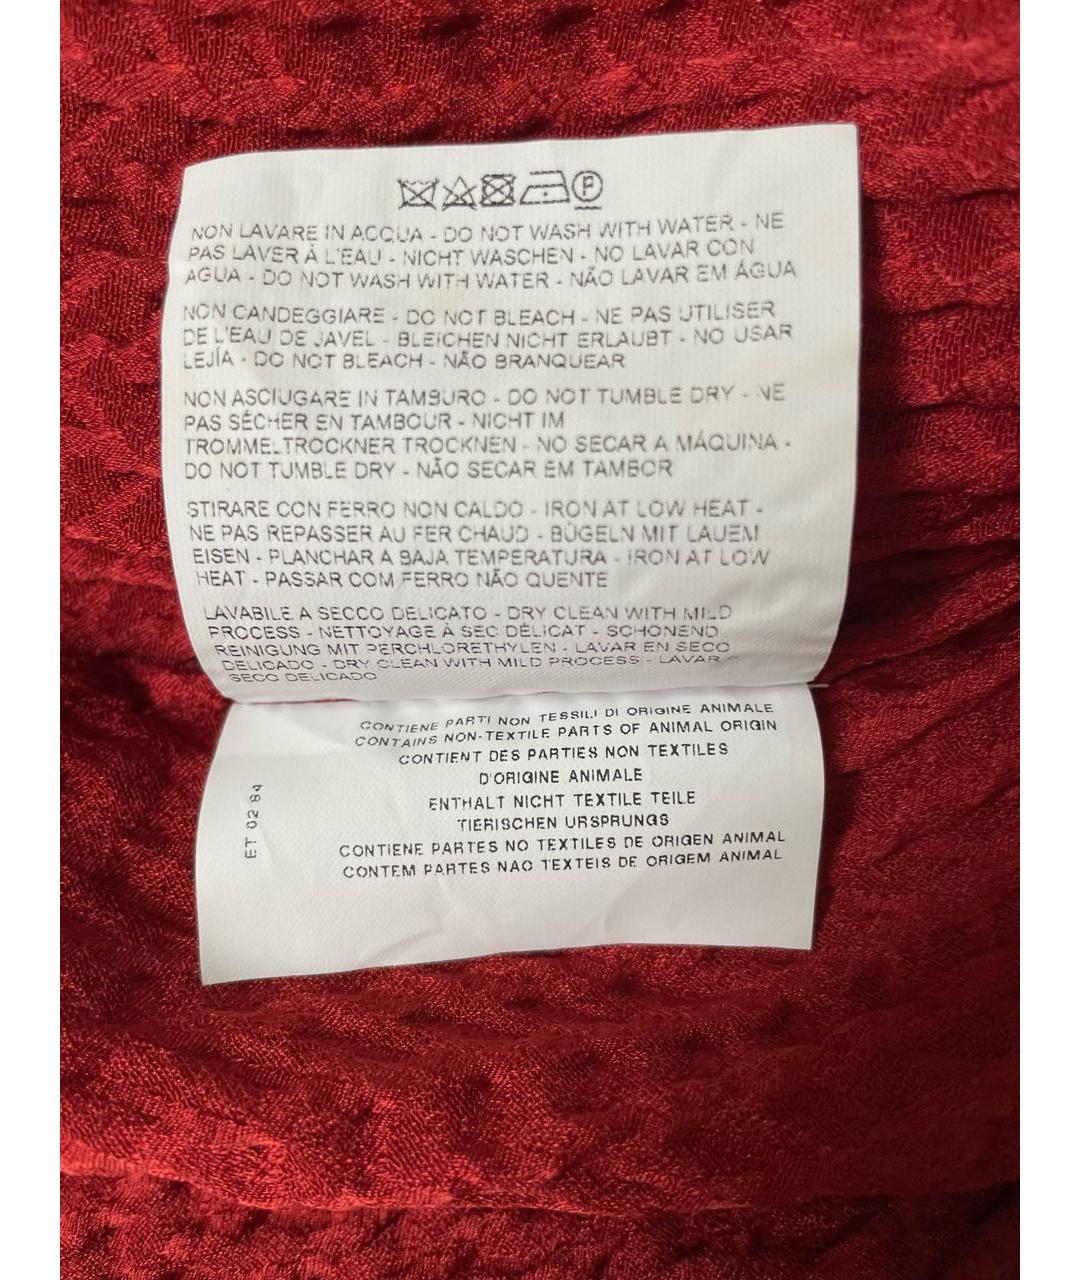 P
NON LAVARE IN ACQUA - DO NOT WASH WITH WATER - NE
PAS LAVER À L'EAU - NICHT WASCHEN - NO LAVAR CON
AGUA - DO NOT WASH WITH WATER - NÃO LAVAR EM ÁGUA
NON CANDEGGIARE - DO NOT BLEACH - NE PAS UTILISER
DE L'EAU DE JAVEL - BLEICHEN NICHT ERLAUBT - NO USAR
LEJÍA - DO NOT BLEACH - NÃO BRANQUEAR
NON ASCIUGARE IN TAMBURO - DO NOT TUMBLE DRY - NE
PAS SÉCHER EN TAMBOUR - NICHT IM
TROMMELTROCKNER TROCKNEN - NO SECAR A MÁQUINA -
DO NOT TUMBLE DRY - NÃO SECAR EM TAMBOR
STIRARE CON FERRO NON CALDO - IRON AT LOW HEAT -
NE PAS REPASSER AU FER CHAUD - BÜGELN MIT LAUEM
EISEN - PLANCHAR A BAJA TEMPERATURA - IRON AT LOW
HEAT - PASSAR COM FERRO NÃO QUENTE
LAVABILE A SECCO DELICATO - DRY CLEAN WITH MILD
PROCESS - NETTOYAGE À SEC DÉLICAT - SCHONEND
REINIGUNG MIT PERCHLORETHYLEN - LAVAR EN SECO
DELICADO - DRY CLEAN WITH MILD PROCESS - LAVAR A
SECO DELICADO
CONTIENE PARTI NON TESSILI DI ORIGINE ANIMALE
CONTAINS NON-TEXTILE PARTS OF ANIMAL ORIGIN
CONTIENT DES PARTIES NON TEXTILES
D'ORIGINE ANIMALE
ENTHALT NICHT TEXTILE TEILE
TIERISCHEN URSPRUNGS
CONTIENE PARTES NO TEXTILES DE ORIGEN ANIMAL
CONTEM PARTES NAO TEXTEIS DE ORIGEM ANIMAL
ET 02 84